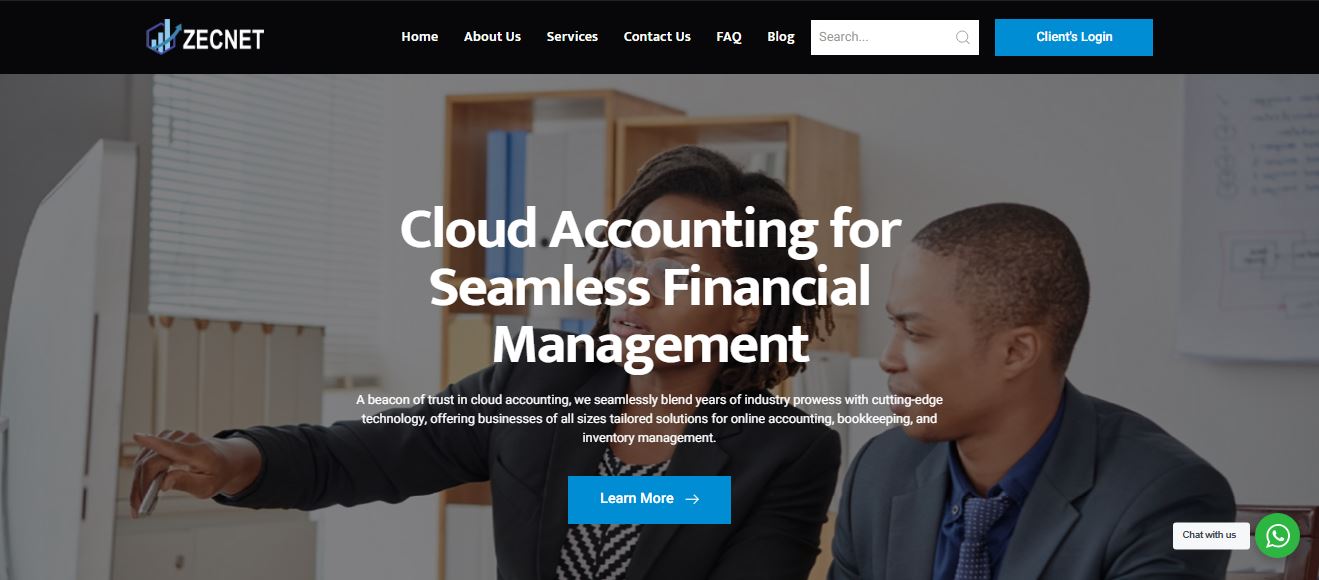 ZECNET
Home About Us Services Contact Us FAQ Blog Search... Client's Login
Cloud Accounting for
Seamless Financial
Management
A beacon of trust in cloud accounting, we seamlessly blend years of industry prowess with cutting-edge
technology, offering businesses of all sizes tailored solutions for online accounting, bookkeeping, and
inventory management.
Learn More →
Chat with us